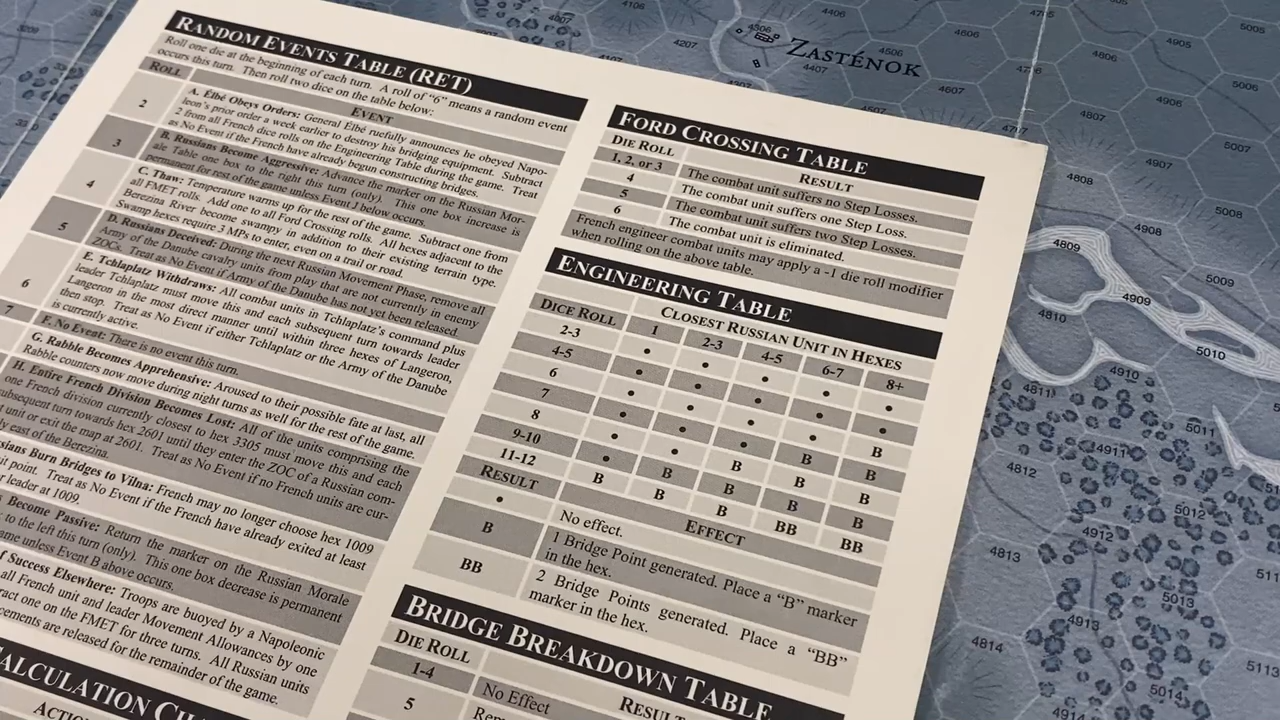 RANDOM EVENTS TABLE (RET)
Roll one die at the beginning of each turn. A roll of "6" means a random event
occurs this turn. Then roll two dice on the table below:
ROLL EVENT
2 A. Élbé Obeys Orders: General Élbé ruefully announces he obeyed Napo-
leon's prior order a week earlier to destroy his bridging equipment. Subtract
2 from all French dice rolls on the Engineering Table during the game. Treat
as No Event if the French have already begun constructing bridges.
3 B. Russians Become Aggressive: Advance the marker on the Russian Mor-
ale Table one box to the right this turn (only). This one box increase is
permanent for rest of the game unless Event J below occurs.
4 C. Thaw: Temperature warms up for the rest of the game. Subtract one from
all FMET rolls. Add one to all Ford Crossing rolls. All hexes adjacent to the
Berezina River become swampy in addition to their existing terrain type.
Swamp hexes require 3 MPs to enter, even on a trail or road.
5 D. Russians Deceived: During the next Russian Movement Phase, remove all
Army of the Danube cavalry units from play that are not currently in enemy
ZOCs. Treat as No Event if Army of the Danube has not yet been released.
6 E. Tchlaplatz Withdraws: All combat units in Tchlaplatz's command plus
leader Tchlaplatz must move this and each subsequent turn towards leader
Langeron in the most direct manner until within three hexes of Langeron,
then stop. Treat as No Event if either Tchlaplatz or the Army of the Danube
is currently active.
7 F. No Event: There is no event this turn.
G. Rabble Becomes Apprehensive: Aroused to their possible fate at last, all
Rabble counters now move during night turns as well for the rest of the game.
H. Entire French Division Becomes Lost: All of the units comprising the
one French division currently closest to hex 3305 must move this and each
subsequent turn towards hex 2601 until they enter the ZOC of a Russian com-
unit or exit the map at 2601. Treat as No Event if no French units are cur-
east of the Berezina.
Burn Bridges to Vilna: French may no longer choose hex 1009
point. Treat as No Event if the French have already exited at least
leader at 1009.
Become Passive: Return the marker on the Russian Morale
to the left this turn (only). This one box decrease is permanent
unless Event B above occurs.
Success Elsewhere: Troops are buoyed by a Napoleonic
all French unit and leader Movement Allowances by one
one on the FMET for three turns. All Russian units
are released for the remainder of the game.
FORD CROSSING TABLE
DIE ROLL RESULT
1, 2, or 3 The combat unit suffers no Step Losses.
4 The combat unit suffers one Step Loss.
5 The combat unit suffers two Step Losses.
6 The combat unit is eliminated.
French engineer combat units may apply a -1 die roll modifier
when rolling on the above table.
ENGINEERING TABLE
CLOSEST RUSSIAN UNIT IN HEXES
DICE ROLL 1 2-3 4-5 6-7 8+
2-3 • • • • •
4-5 • • • • •
6 • • • • B
7 • • • B B
8 • • B B B
9-10 B B B B B
11-12 B B BB BB
RESULT EFFECT
• No effect.
B 1 Bridge Point generated. Place a "B" marker
in the hex.
BB 2 Bridge Points generated. Place a "BB"
marker in the hex.
BRIDGE BREAKDOWN TABLE
DIE ROLL RESULT
1-4 No Effect
5
ZASTÉNOK
4007
4207
4306
4406
4407
4506
4507
4606
4607
4705
4706
4805
4806
4807
4808
4809
4810
4811
4812
4813
4814
4905
4906
4907
4908
4909
4910
4911
4912
4913
4914
5005
5006
5007
5008
5009
5010
5011
5012
5013
5014
5113